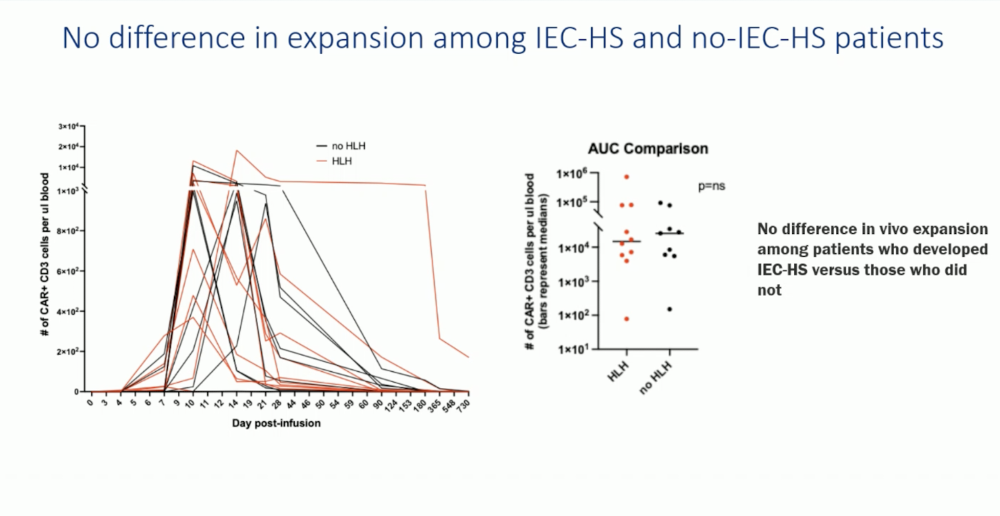 No difference in expansion among IEC-HS and no-IEC-HS patients
# of CAR+ CD3 cells per ul blood
3×10⁴
2×10⁴
1×10⁴
1×10³
8×10²
6×10²
4×10²
2×10²
0
no HLH
HLH
0 3 4 5 6 7 9 10 11 12 14 19 21 28 44 46 50 54 59 60 90 124 153 180 365 548 730
Day post-infusion
AUC Comparison
# of CAR+ CD3 cells per ul blood
(bars represent medians)
1×10⁶
1×10⁵
1×10⁴
1×10³
1×10²
1×10¹
p=ns
HLH
no HLH
No difference in vivo expansion
among patients who developed
IEC-HS versus those who did
not